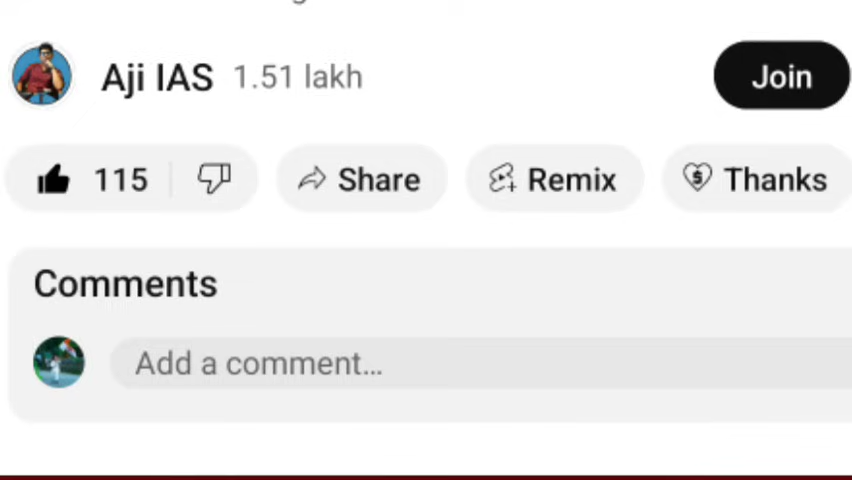 Aji IAS 1.51 lakh Join
115 Share Remix Thanks
Comments
Add a comment...